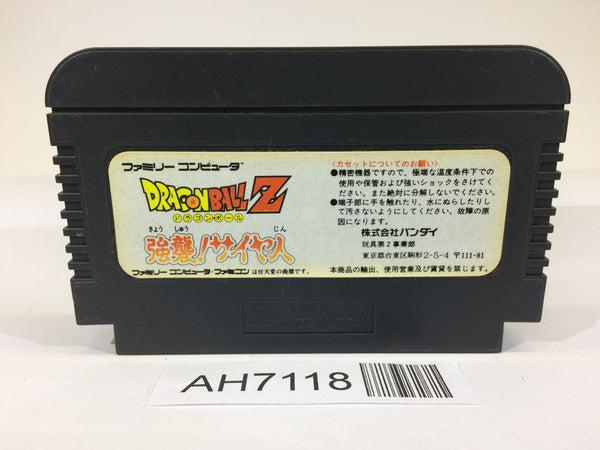 ファミリー コンピュータ™
DRAGON BALL Z
ドラゴンボール
きょう しゅう じん
強襲!サイヤ人
ファミリー コンピュータ・ファミコン は任天堂の商標です。
〈カセットについてのお願い〉
●精密機器ですので、極端な温度条件下での
使用や保管および強いショックをさけてく
ださい。また絶対に分解しないでください。
●端子部に手を触れたり、水にぬらしたりし
て汚さないようにしてください。故障の原
因になります。
株式会社バンダイ
玩具第2事業部
東京都台東区駒形2-5-4 〒111-81
本商品の輸出、使用営業及び賃貸を禁じます。
MADE IN JAPAN
AH7118